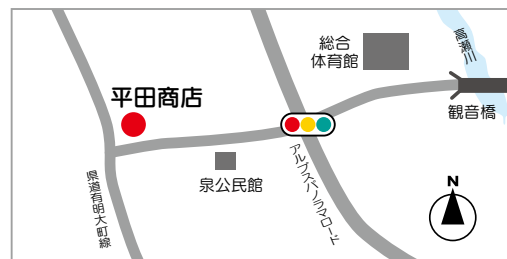 総合
体育館
高瀬川
平田商店
観音橋
泉公民館
県道有明大町線
アルプスパノラマロード
N